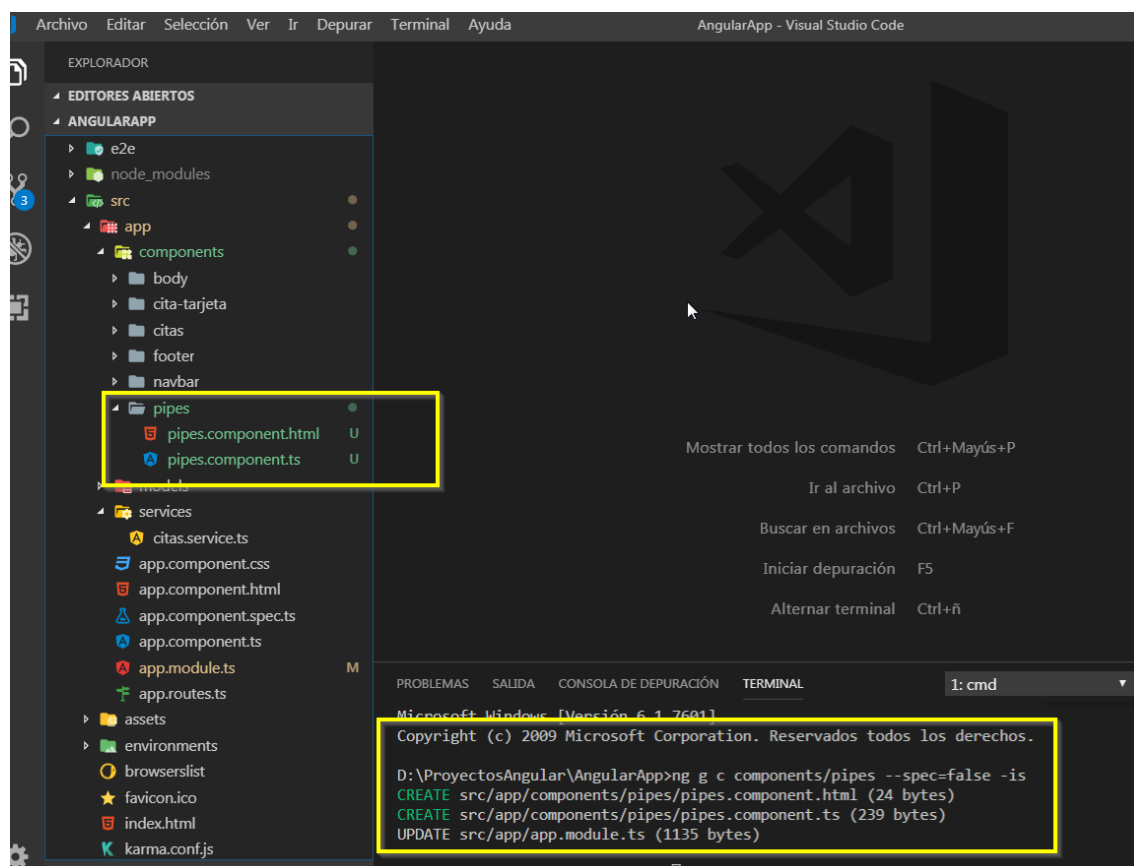 Archivo Editar Selección Ver Ir Depurar Terminal Ayuda AngularApp - Visual Studio Code
EXPLORADOR
EDITORES ABIERTOS
ANGULARAPP
e2e
node_modules
src
app
components
body
cita-tarjeta
citas
footer
navbar
pipes
pipes.component.html U
pipes.component.ts U
models
services
citas.service.ts
app.component.css
app.component.html
app.component.spec.ts
app.component.ts
app.module.ts M
app.routes.ts
assets
environments
browserslist
favicon.ico
index.html
karma.conf.js
3
Mostrar todos los comandos Ctrl+Mayús+P
Ir al archivo Ctrl+P
Buscar en archivos Ctrl+Mayús+F
Iniciar depuración F5
Alternar terminal Ctrl+ñ
PROBLEMAS SALIDA CONSOLA DE DEPURACIÓN TERMINAL 1: cmd
Microsoft Windows [Versión 6.1.7601]
Copyright (c) 2009 Microsoft Corporation. Reservados todos los derechos.
D:\ProyectosAngular\AngularApp>ng g c components/pipes --spec=false -is
CREATE src/app/components/pipes/pipes.component.html (24 bytes)
CREATE src/app/components/pipes/pipes.component.ts (239 bytes)
UPDATE src/app/app.module.ts (1135 bytes)